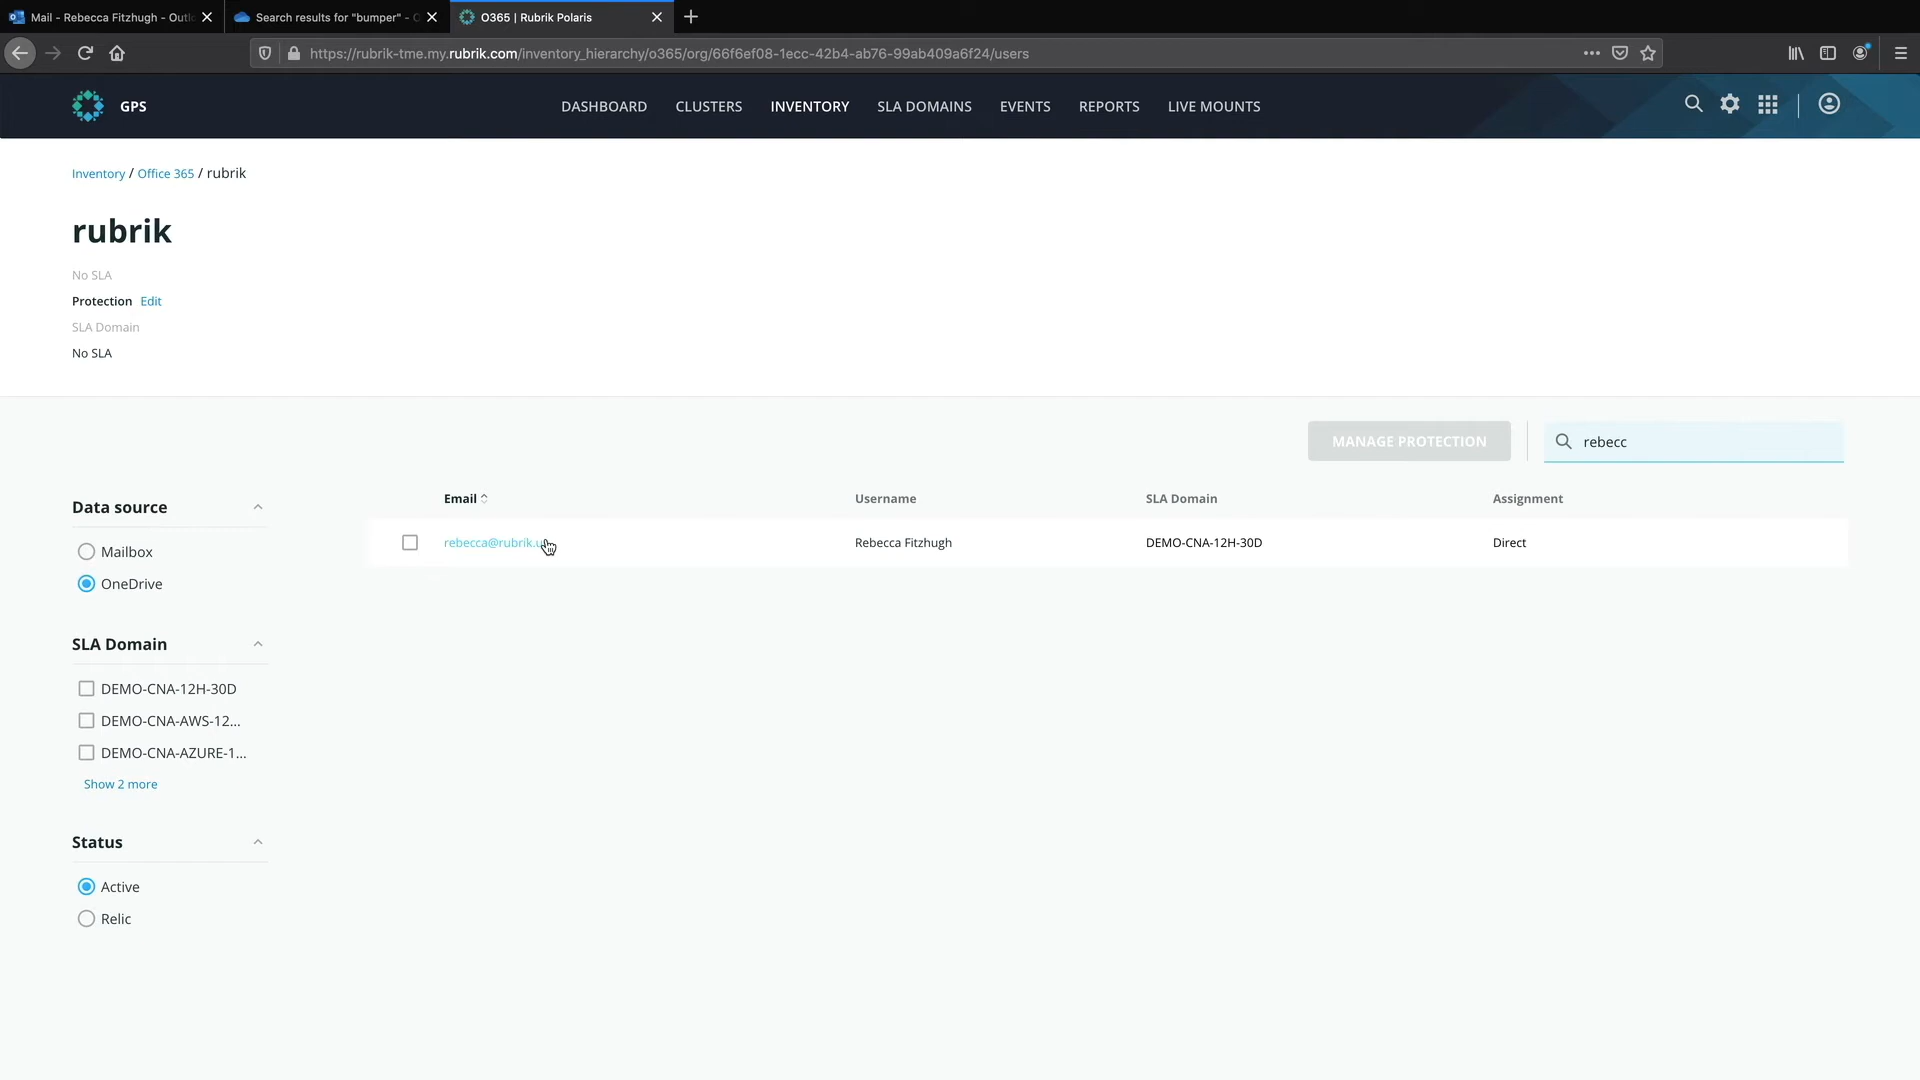 Mail - Rebecca Fitzhugh - Outl
Search results for "bumper" - O
O365 | Rubrik Polaris
https://rubrik-tme.my.rubrik.com/inventory_hierarchy/o365/org/66f6ef08-1ecc-42b4-ab76-99ab409a6f24/users
GPS
DASHBOARD CLUSTERS INVENTORY SLA DOMAINS EVENTS REPORTS LIVE MOUNTS
Inventory / Office 365 / rubrik
rubrik
No SLA
Protection Edit
SLA Domain
No SLA
MANAGE PROTECTION
rebecc
Data source
Mailbox
OneDrive
SLA Domain
DEMO-CNA-12H-30D
DEMO-CNA-AWS-12...
DEMO-CNA-AZURE-1...
Show 2 more
Status
Active
Relic
Email Username SLA Domain Assignment
rebecca@rubrik.u Rebecca Fitzhugh DEMO-CNA-12H-30D Direct